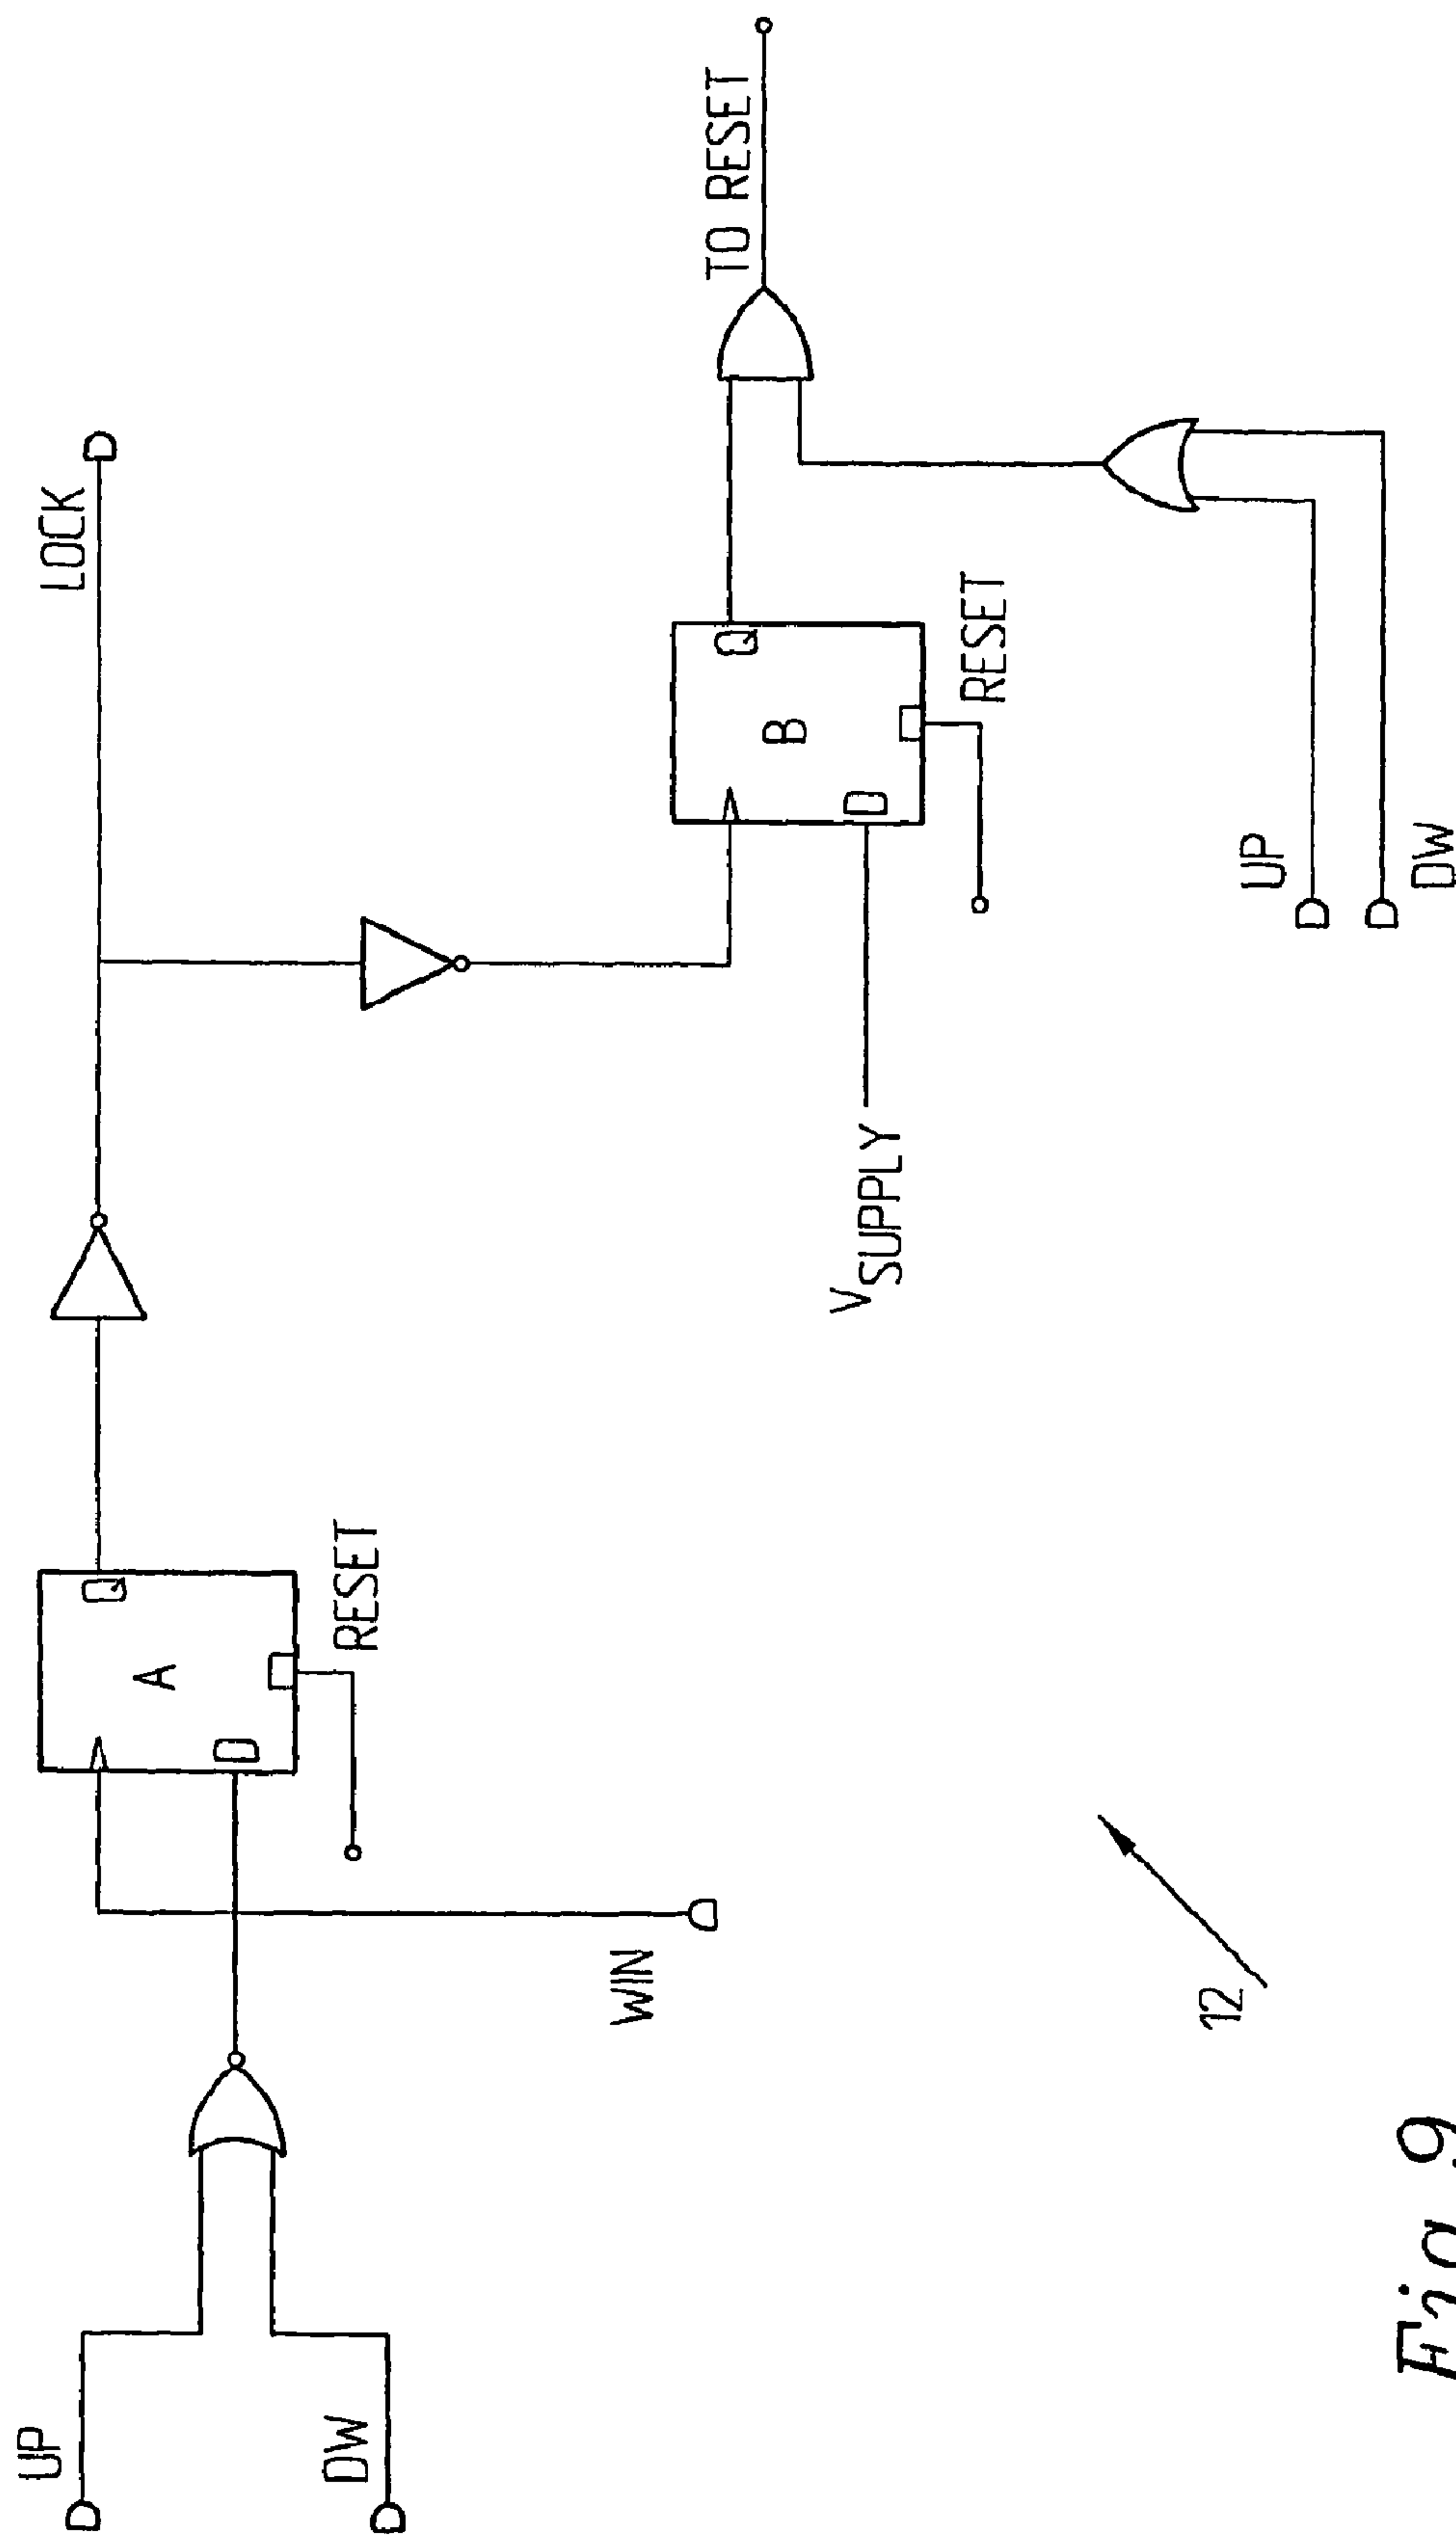 UP
DW
WIN
A
D
Q
RESET
LOCK
VSUPPLY
B
D
Q
RESET
UP
DW
TO RESET
12
Fig. 9